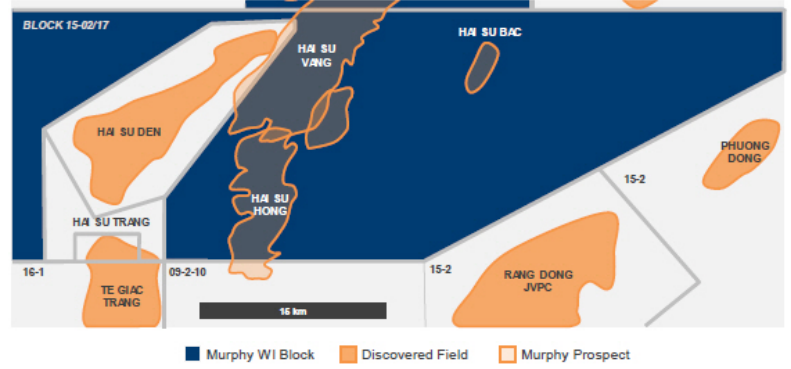 BLOCK 15-02/17
HAI SU BAC
HAI SU
VANG
HAI SU DEN
PHUONG
DONG
15-2
HAI SU
HONG
HAI SU TRANG
16-1
09-2-10
15-2
RANG DONG
JVPC
TE GIAC
TRANG
15 km
Murphy WI Block
Discovered Field
Murphy Prospect